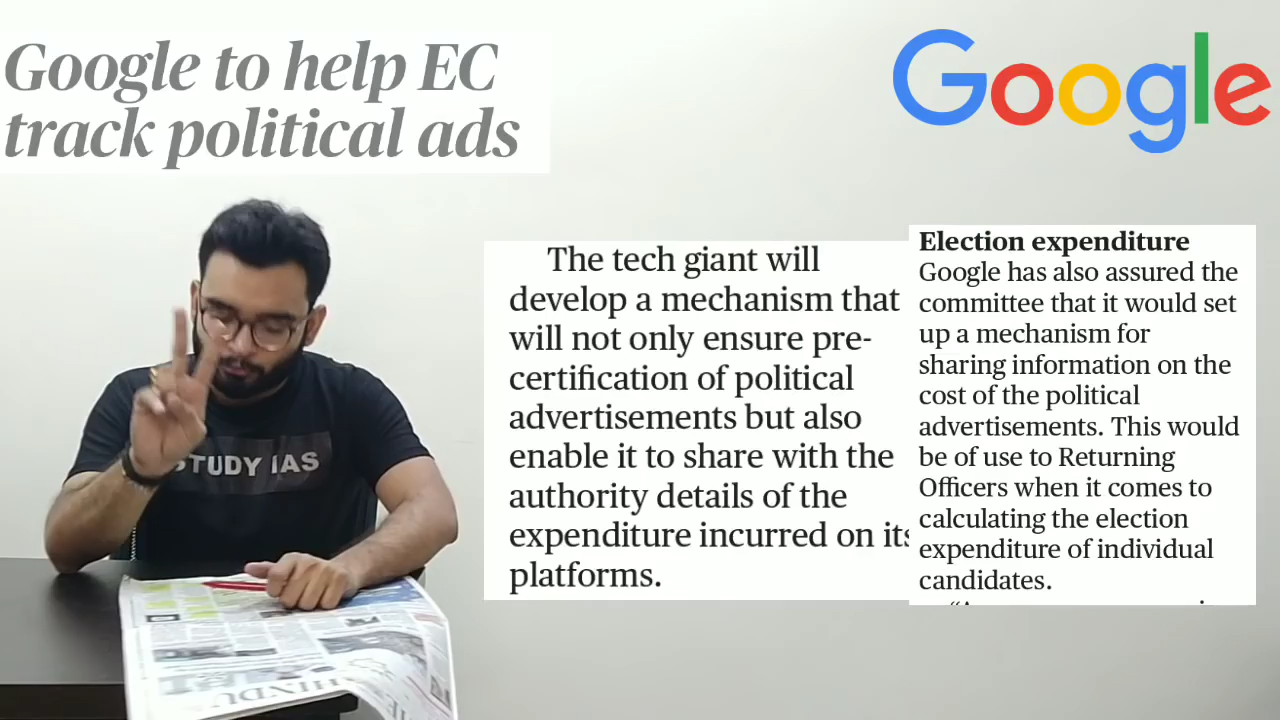 Google to help EC
track political ads
Google
The tech giant will
develop a mechanism that
will not only ensure pre-
certification of political
advertisements but also
enable it to share with the
authority details of the
expenditure incurred on its
platforms.
Election expenditure
Google has also assured the
committee that it would set
up a mechanism for
sharing information on the
cost of the political
advertisements. This would
be of use to Returning
Officers when it comes to
calculating the election
expenditure of individual
candidates.
STUDY IAS
HINDU